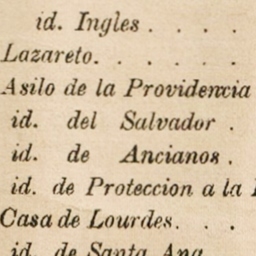 id. Ingles . . . .
Lazareto. . . . . .
Asilo de la Providencia
id. del Salvador .
id. de Ancianos .
id. de Proteccion a la
Casa de Lourdes. . .
id. de Santa Ana